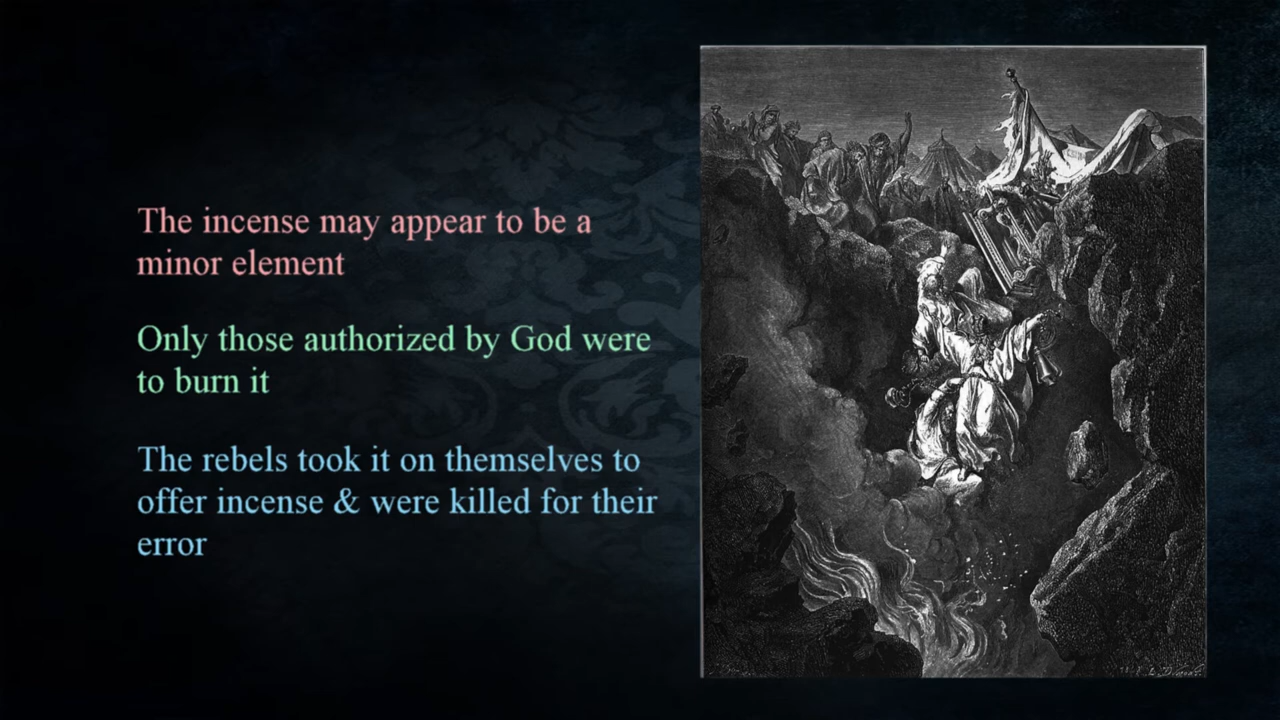 The incense may appear to be a
minor element
Only those authorized by God were
to burn it
The rebels took it on themselves to
offer incense & were killed for their
error